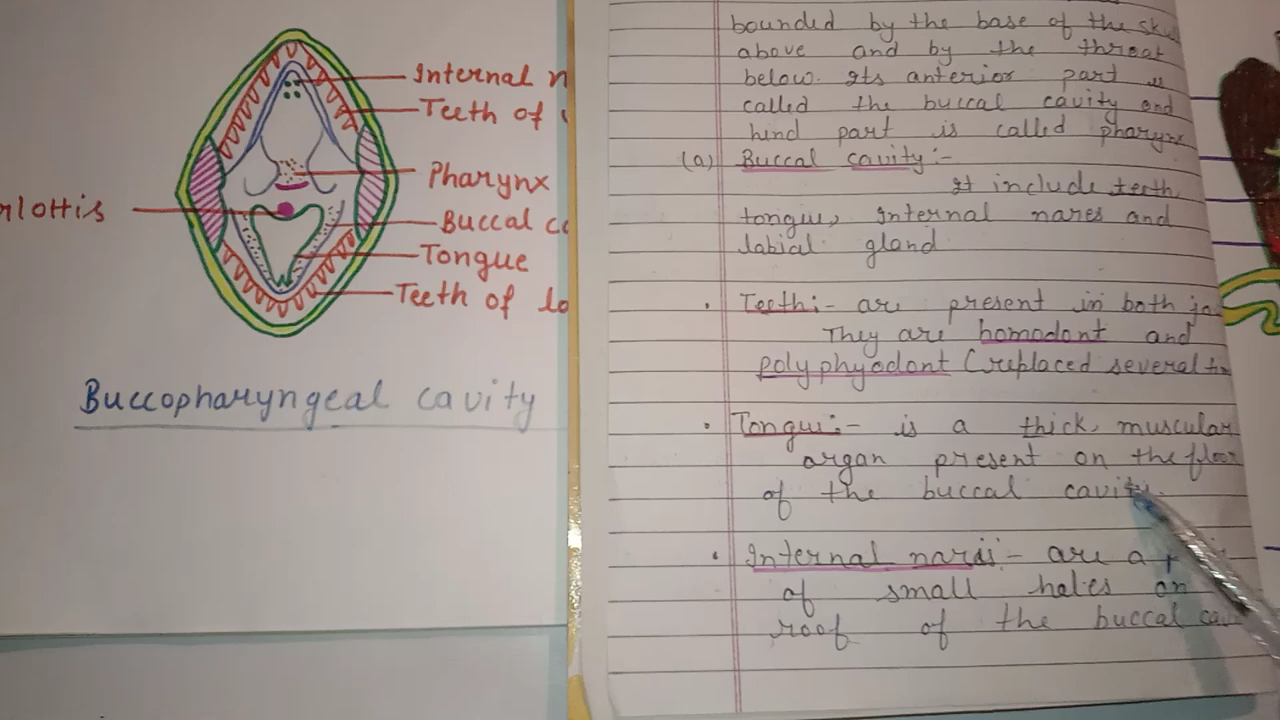 Internal
Teeth of
Pharynx
Buccal
Tongue
Teeth of
Buccopharyngeal cavity
bounded by the base of the
above and by the throat
below. Its anterior part is
called the buccal cavity and
hind part is called pharynx
(a) Buccal cavity:-
It include teeth,
tongue, Internal nares and
labial gland
. Teeth:- are present in both
They are homodont and
polyphyodont (replaced several
. Tongue:- is a thick, muscular
argan present on the floor
of the buccal cavity.
. Internal nares:- are a
of small holes on
roof of the buccal